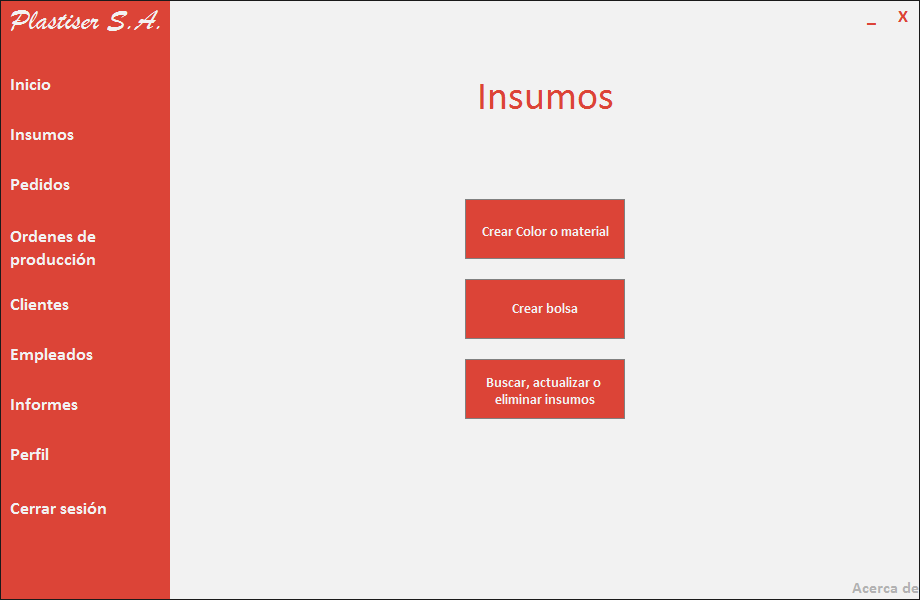 Plastiser S.A.
_ X
Inicio
Insumos
Pedidos
Ordenes de
producción
Clientes
Empleados
Informes
Perfil
Cerrar sesión
Insumos
Crear Color o material
Crear bolsa
Buscar, actualizar o
eliminar insumos
Acerca de